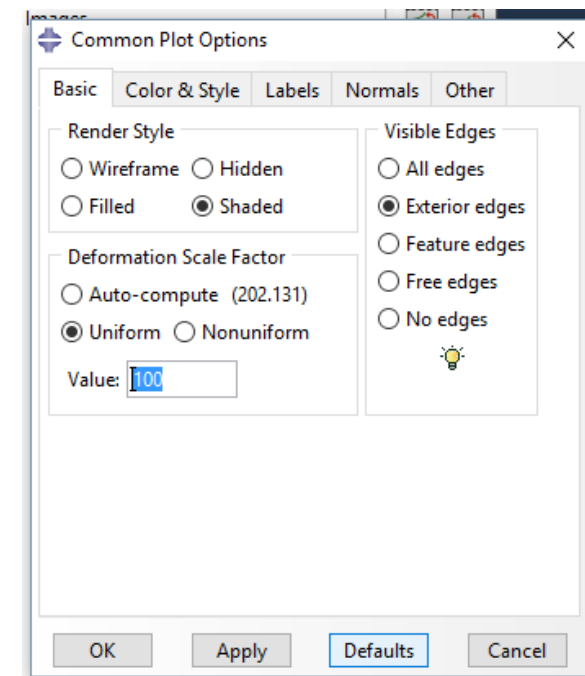 Images
Common Plot Options
Basic Color & Style Labels Normals Other
Render Style
Wireframe Hidden
Filled Shaded
Deformation Scale Factor
Auto-compute (202.131)
Uniform Nonuniform
Value: 100
Visible Edges
All edges
Exterior edges
Feature edges
Free edges
No edges
OK Apply Defaults Cancel